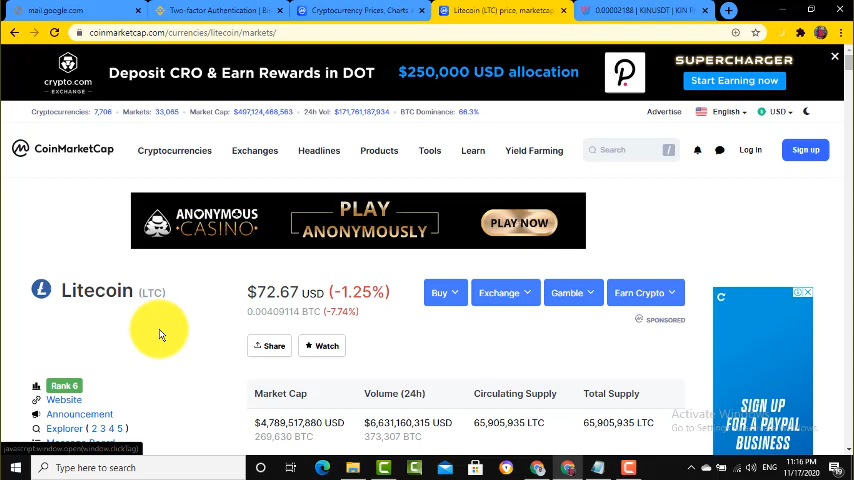 mail.google.com
Two-factor Authentication | Bi
Cryptocurrency Prices, Charts
Litecoin (LTC) price, marketcap,
0.00002188 | KINUSDT | KIN F
coinmarketcap.com/currencies/litecoin/markets/
crypto.com
EXCHANGE
Deposit CRO & Earn Rewards in DOT
$250,000 USD allocation
SUPERCHARGER
Start Earning now
Cryptocurrencies: 7,706 Markets: 33,065 Market Cap: $497,124,468,563 24h Vol: $171,761,187,934 BTC Dominance: 66.3%
Advertise English USD
CoinMarketCap
Cryptocurrencies Exchanges Headlines Products Tools Learn Yield Farming
Search /
Log In Sign up
ANONYMOUS
CASINO
PLAY
ANONYMOUSLY
PLAY NOW
Litecoin (LTC)
$72.67 USD (-1.25%)
0.00409114 BTC (-7.74%)
Buy Exchange Gamble Earn Crypto
SPONSORED
Share Watch
Rank 6
Website
Announcement
Explorer ( 2 3 4 5 )
Market Cap Volume (24h) Circulating Supply Total Supply
$4,789,517,880 USD $6,631,160,315 USD 65,905,935 LTC 65,905,935 LTC
269,630 BTC 373,307 BTC
SIGN UP
FOR A PAYPAL
BUSINESS
Activate Windows
javascript:window.open(window.clickTag)
Type here to search
ENG
11:16 PM
11/17/2020
19